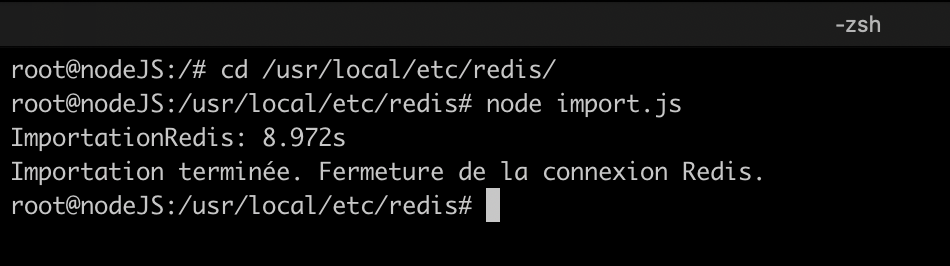 -zsh
root@nodeJS:/# cd /usr/local/etc/redis/
root@nodeJS:/usr/local/etc/redis# node import.js
ImportationRedis: 8.972s
Importation terminée. Fermeture de la connexion Redis.
root@nodeJS:/usr/local/etc/redis#